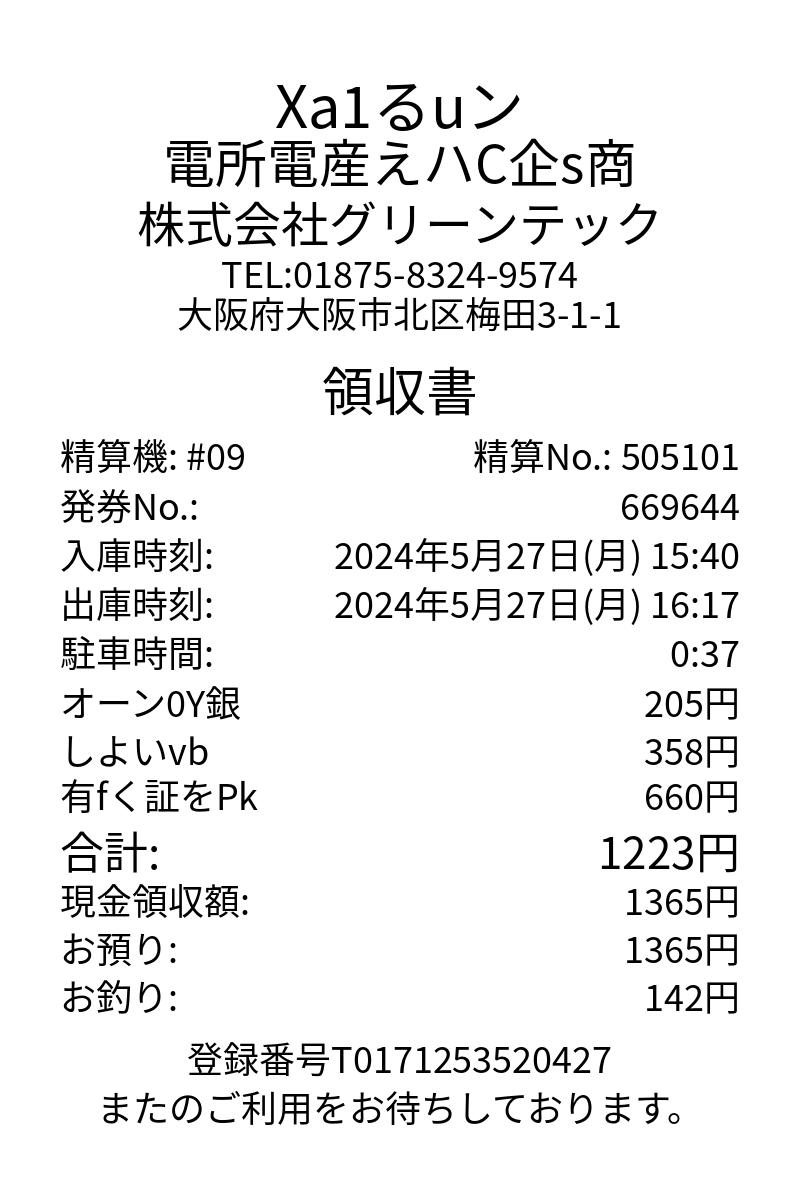 Xa1るuン
電所電産えハC企s商
株式会社グリーンテック
TEL:01875-8324-9574
大阪府大阪市北区梅田3-1-1
領収書
精算機: #09 精算No.: 505101
発券No.: 669644
入庫時刻: 2024年5月27日(月) 15:40
出庫時刻: 2024年5月27日(月) 16:17
駐車時間: 0:37
オーン0Y銀 205円
しよいvb 358円
有fく証をPk 660円
合計: 1223円
現金領収額: 1365円
お預り: 1365円
お釣り: 142円
登録番号T0171253520427
またのご利用をお待ちしております。